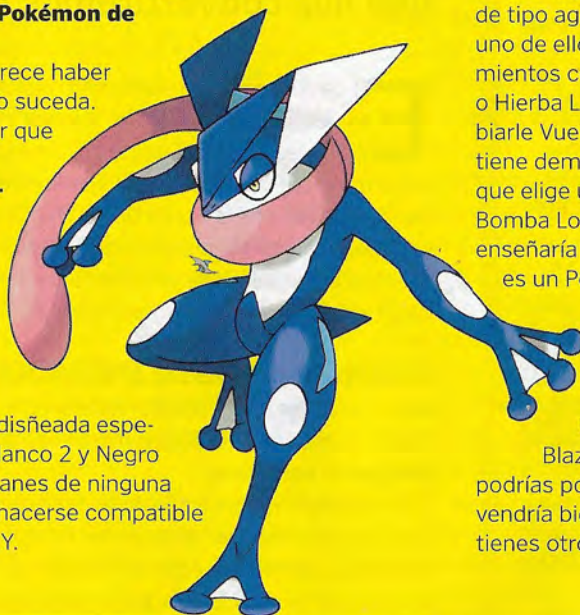 Pokémon de
rece haber
o suceda.
r que
disñeada espe-
lanco 2 y Negro
anes de ninguna
hacerse compatible
Y.
de tipo ag
uno de ello
mientos c
o Hierba L
biarle Vue
tiene dem
que elige
Bomba Lo
enseñaría
es un P
Blaz
podrías po
vendría bi
tienes otro